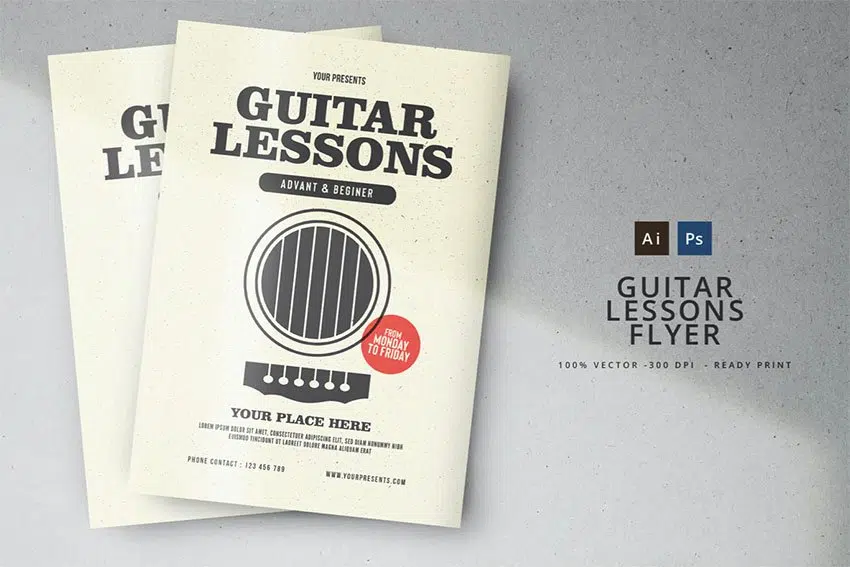 YOUR PRESENTS
GU
GUITAR
LE
LESSONS
ADVANT & BEGINER
FROM
MONDAY
TO FRIDAY
YOUR PLACE HERE
LOREM IPSUM DOLOR SIT AMET, CONSECTETUER ADIPISCING ELIT, SED DIAM NONUMMY NIBH
EUISMOD TINCIDUNT UT LAOREET DOLORE MAGNA ALIQUAM ERAT
PHONE CONTACT : 123 456 789
WWW.YOURPRESENTS.COM
Ai Ps
GUITAR
LESSONS
FLYER
100% VECTOR -300 DPI - READY PRINT